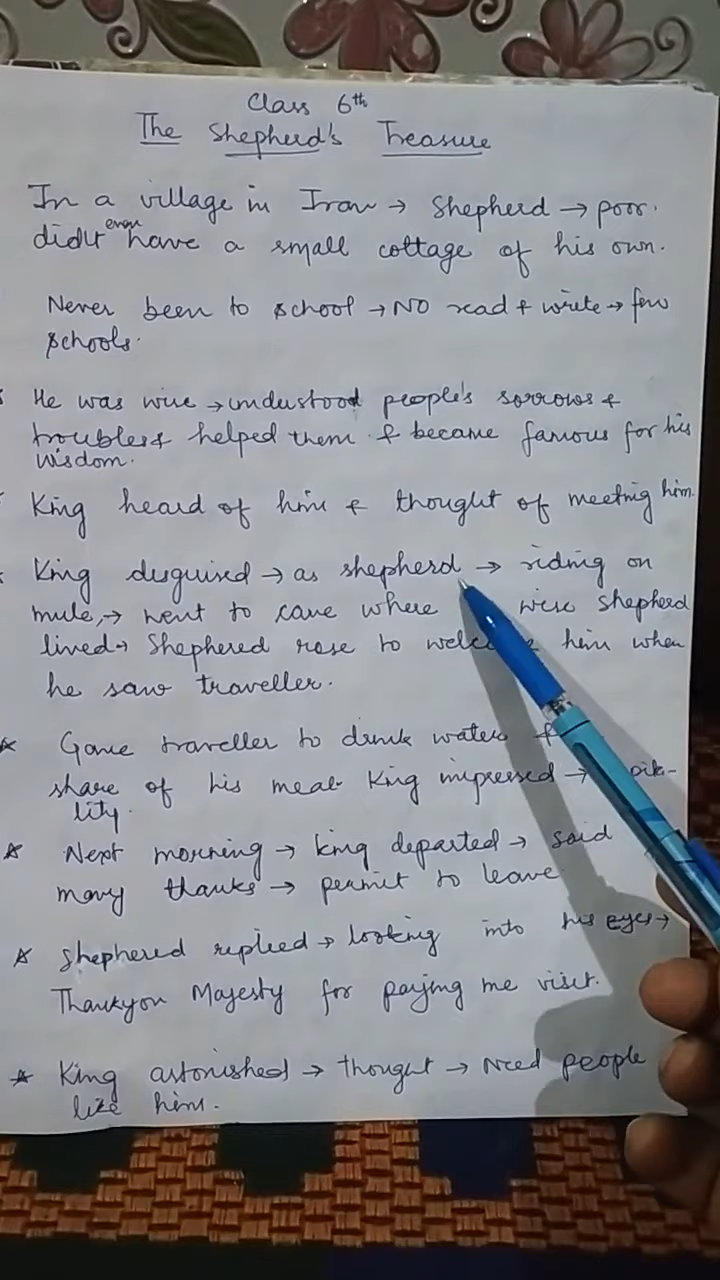 Class 6th
The Shepherd's Treasure
In a village in Iran → Shepherd → poor.
didn't even have a small cottage of his own.
Never been to school → NO read + write → few
schools.
He was wise → understood people's sorrows +
troubles + helped them & became famous for his
wisdom.
King heard of him & thought of meeting him.
King disguised → as shepherd → riding on
mule, → went to cave where wise shepherd
lived → Shephered rose to him when
he saw traveller.
* Gave traveller to drink water &
share of his meal. King impressed →
lity.
* Next morning → king departed → said
many thanks → permit to leave
* Shephered replied → looking into his eyes →
Thankyou Majesty for paying me visit.
* King astonished → thought → Need people
like him.